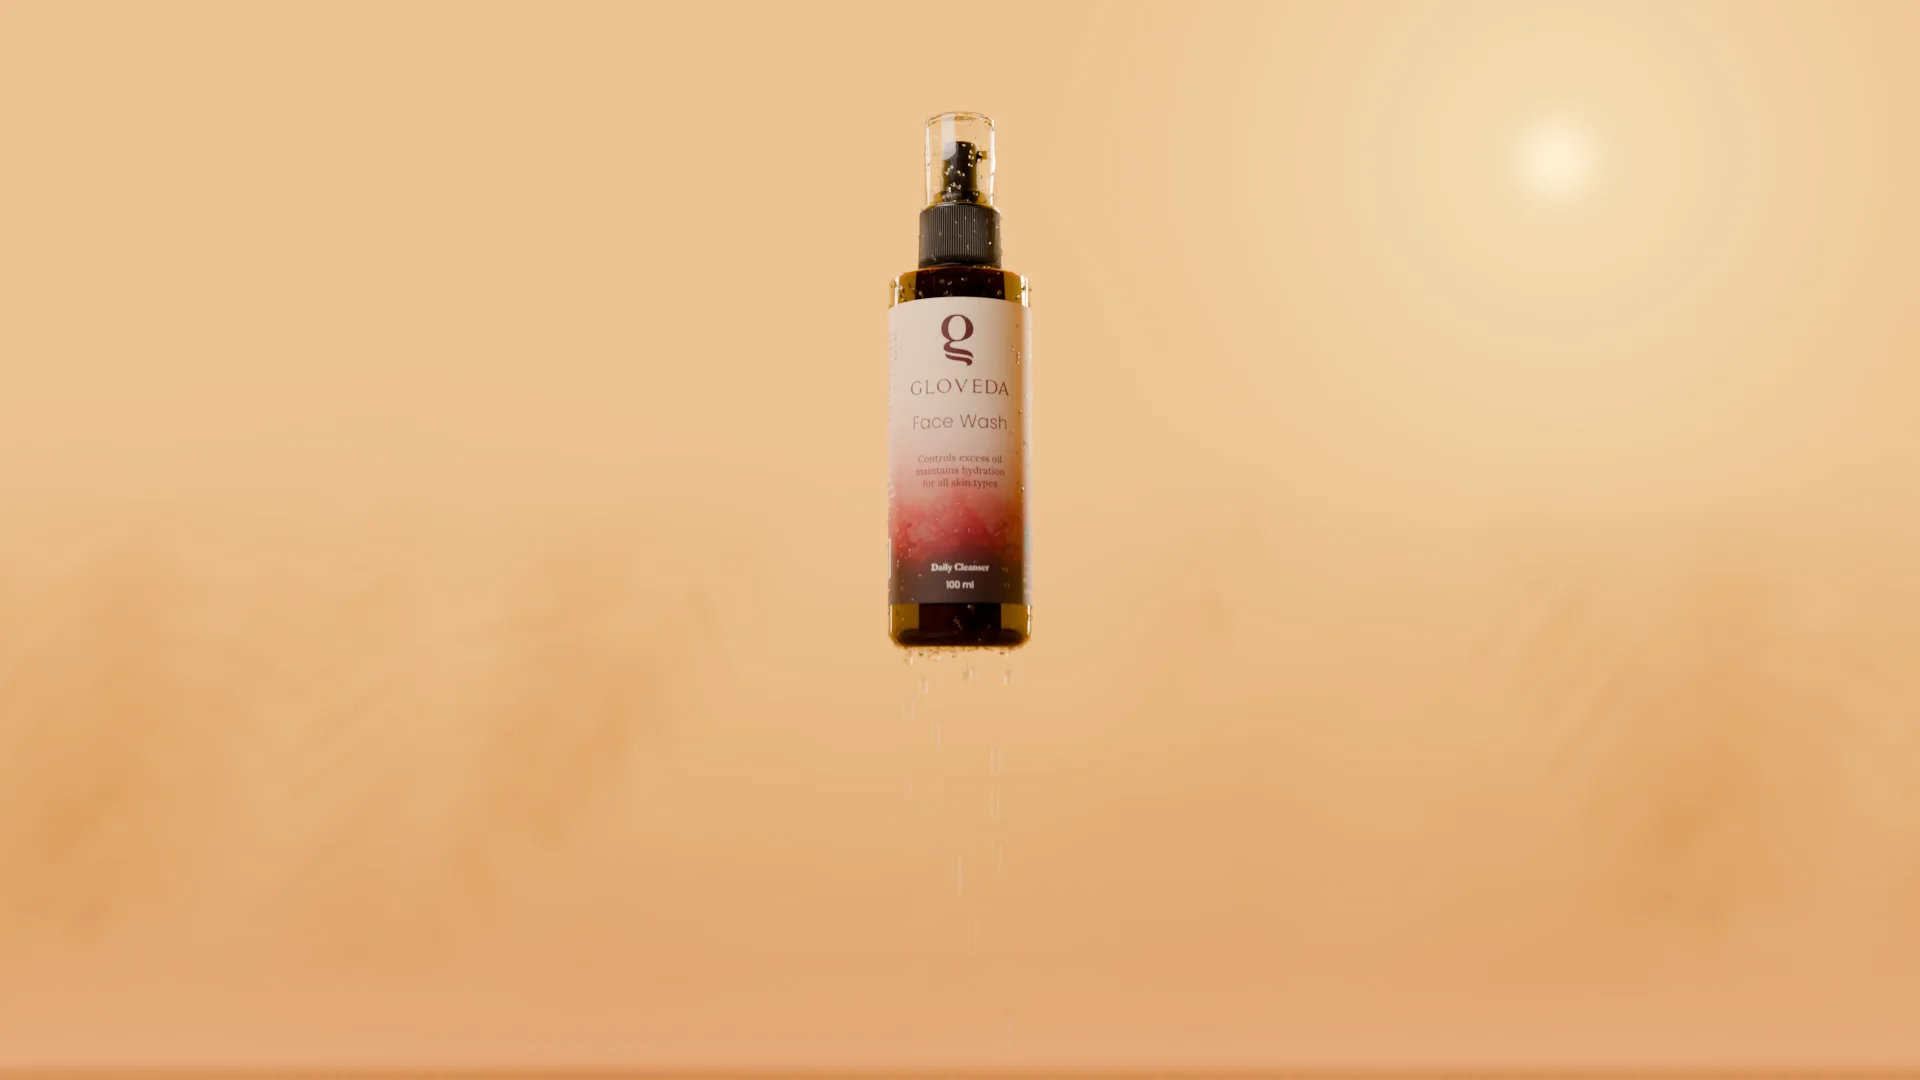 g
GLOVEDA
Face Wash
Controls excess oil
maintains hydration
for all skin types
Daily Cleanser
100 ml